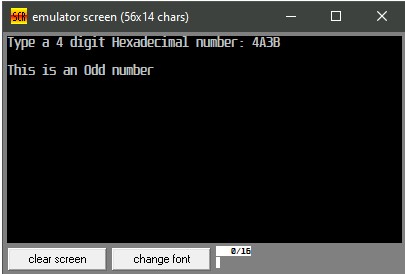 emulator screen (56x14 chars)
Type a 4 digit Hexadecimal number: 4A3B
This is an Odd number
clear screen
change font
0/16